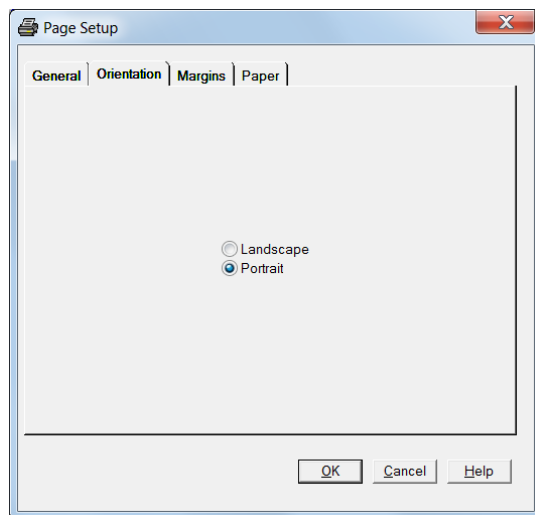 Page Setup
General Orientation Margins Paper
Landscape
Portrait
OK Cancel Help